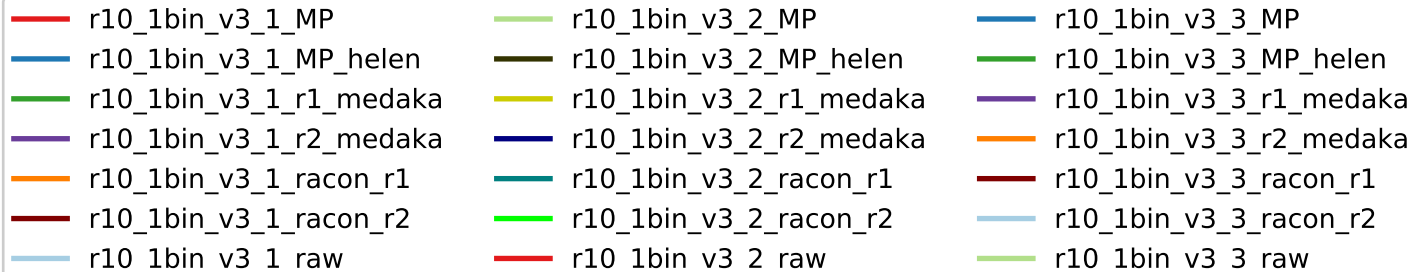 r10_1bin_v3_1_MP r10_1bin_v3_2_MP r10_1bin_v3_3_MP
r10_1bin_v3_1_MP_helen r10_1bin_v3_2_MP_helen r10_1bin_v3_3_MP_helen
r10_1bin_v3_1_r1_medaka r10_1bin_v3_2_r1_medaka r10_1bin_v3_3_r1_medaka
r10_1bin_v3_1_r2_medaka r10_1bin_v3_2_r2_medaka r10_1bin_v3_3_r2_medaka
r10_1bin_v3_1_racon_r1 r10_1bin_v3_2_racon_r1 r10_1bin_v3_3_racon_r1
r10_1bin_v3_1_racon_r2 r10_1bin_v3_2_racon_r2 r10_1bin_v3_3_racon_r2
r10_1bin_v3_1_raw r10_1bin_v3_2_raw r10_1bin_v3_3_raw